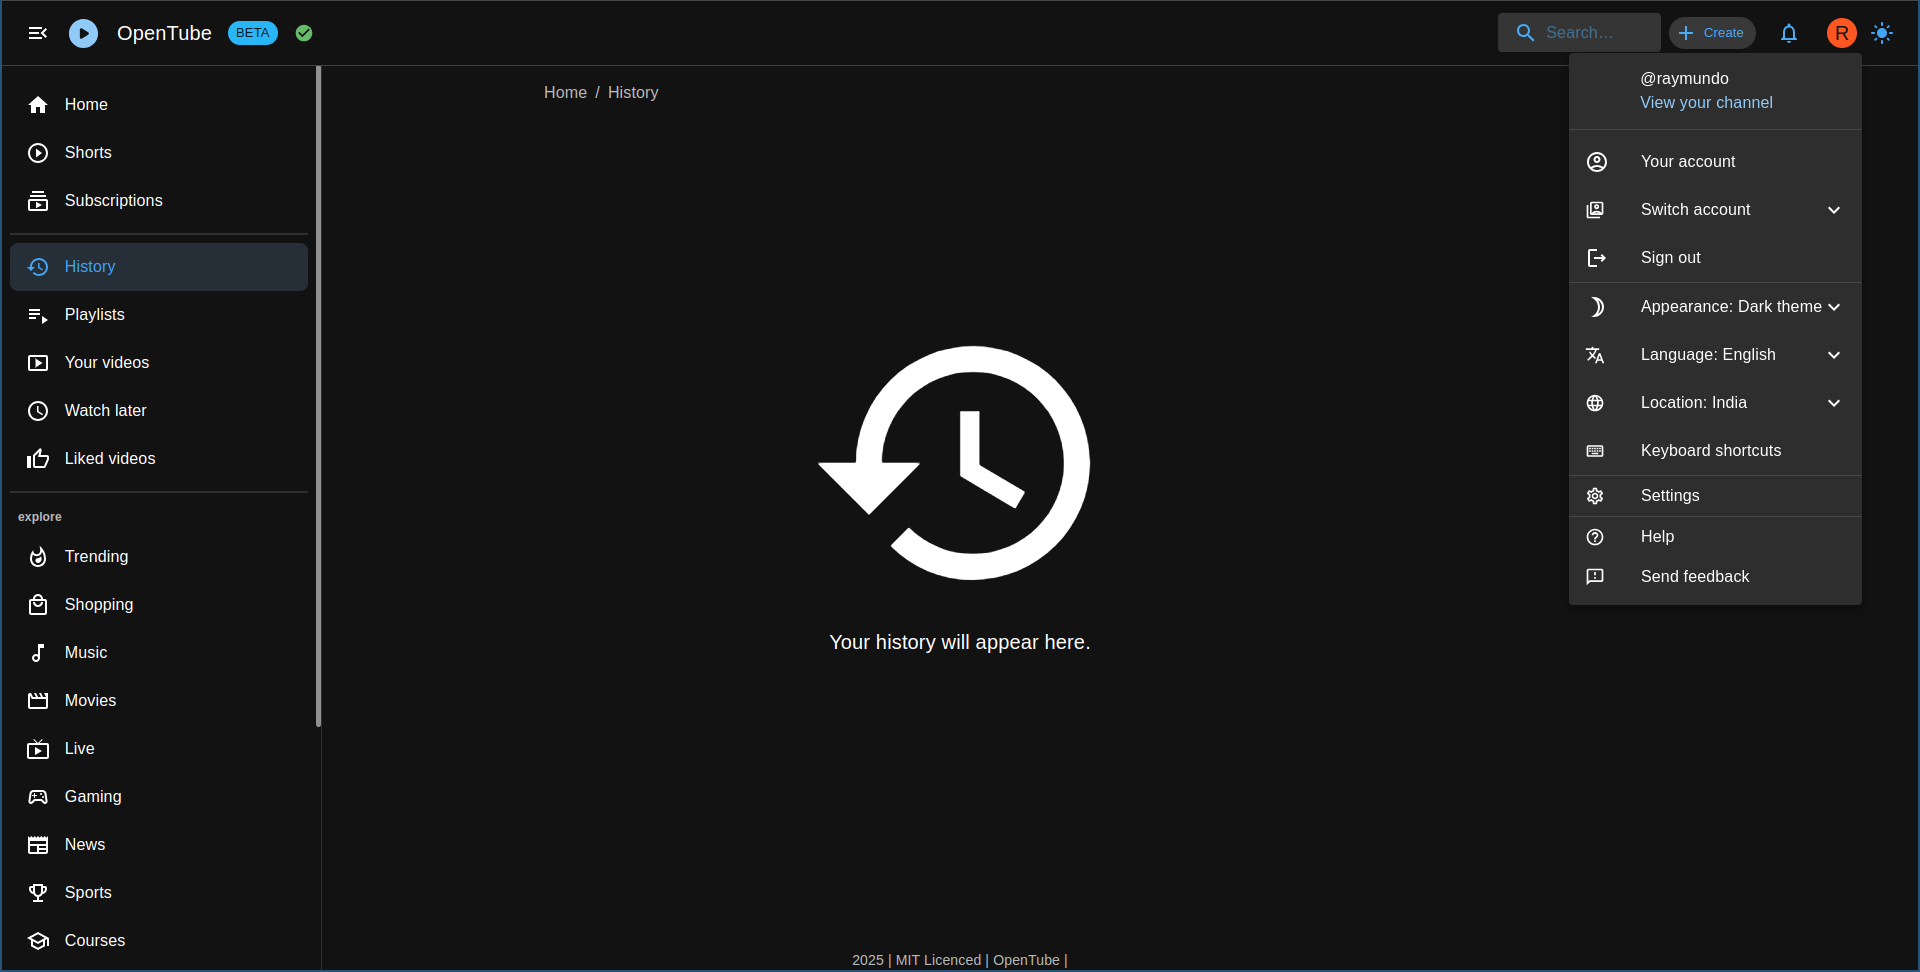 OpenTube BETA
Search...
Create
R
Home
Shorts
Subscriptions
History
Playlists
Your videos
Watch later
Liked videos
explore
Trending
Shopping
Music
Movies
Live
Gaming
News
Sports
Courses
Home / History
Your history will appear here.
2025 | MIT Licenced | OpenTube |
@raymundo
View your channel
Your account
Switch account
Sign out
Appearance: Dark theme
Language: English
Location: India
Keyboard shortcuts
Settings
Help
Send feedback